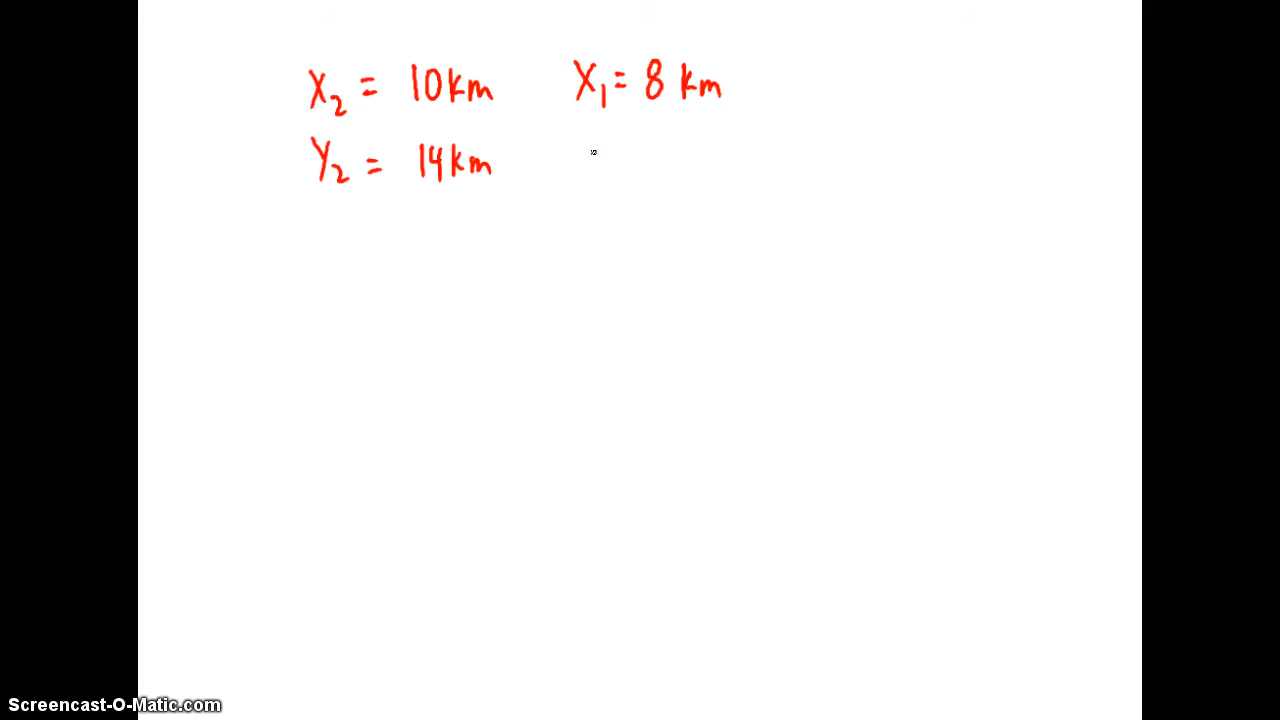 X₂ = 10km X₁ = 8 km
Y₂ = 14km
Screencast-O-Matic.com